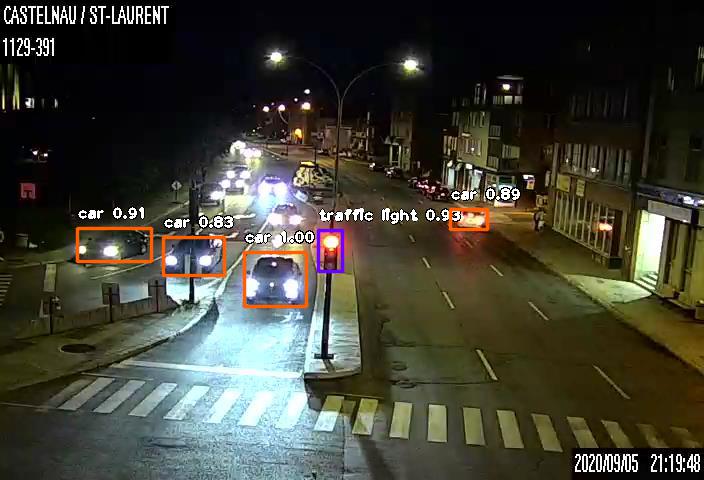 CASTELNAU / ST-LAURENT
1129-391
car 0.91
car 0.83
car 1.00
traffic light 0.93
car 0.89
2020/09/05 21:19:48